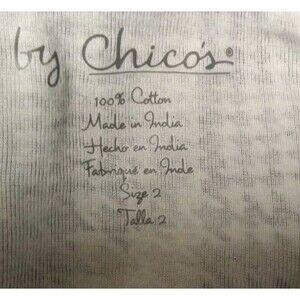 by Chico's®
100% Cotton
Made in India
Hecho en India
Fabriqué en Inde
Size 2
Talla 2